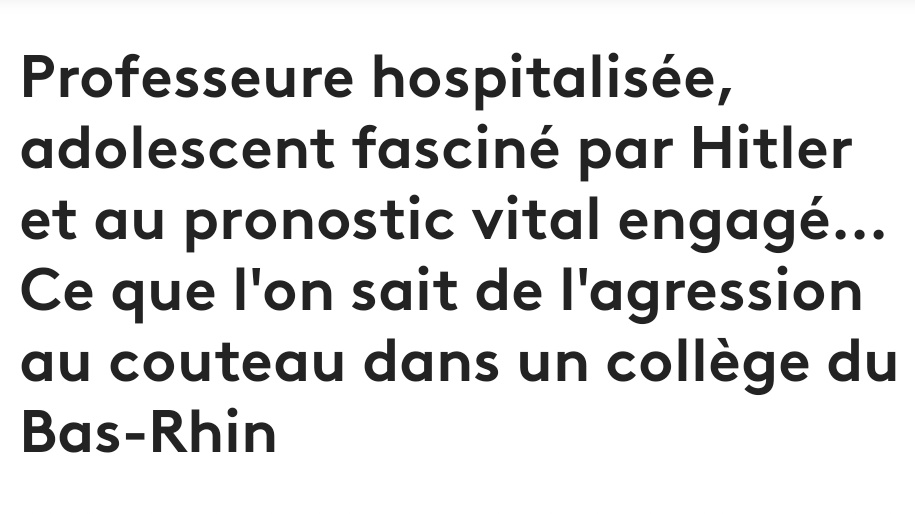 Professeure hospitalisée,
adolescent fasciné par Hitler
et au pronostic vital engagé...
Ce que l'on sait de l'agression
au couteau dans un collège du
Bas-Rhin